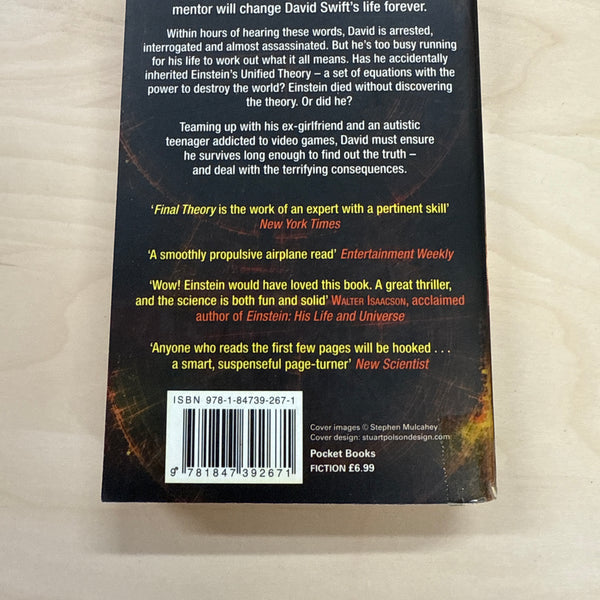 mentor will change David Swift's life forever.
Within hours of hearing these words, David is arrested,
interrogated and almost assassinated. But he's too busy running
for his life to work out what it all means. Has he accidentally
inherited Einstein's Unified Theory – a set of equations with the
power to destroy the world? Einstein died without discovering
the theory. Or did he?
Teaming up with his ex-girlfriend and an autistic
teenager addicted to video games, David must ensure
he survives long enough to find out the truth –
and deal with the terrifying consequences.
'Final Theory is the work of an expert with a pertinent skill'
New York Times
'A smoothly propulsive airplane read' Entertainment Weekly
'Wow! Einstein would have loved this book. A great thriller,
and the science is both fun and solid' WALTER ISAACSON, acclaimed
author of Einstein: His Life and Universe
'Anyone who reads the first few pages will be hooked . . .
a smart, suspenseful page-turner' New Scientist
ISBN 978-1-84739-267-1
9 781847 392671
Cover images © Stephen Mulcahey
Cover design: stuartpolsondesign.com
Pocket Books
FICTION £6.99